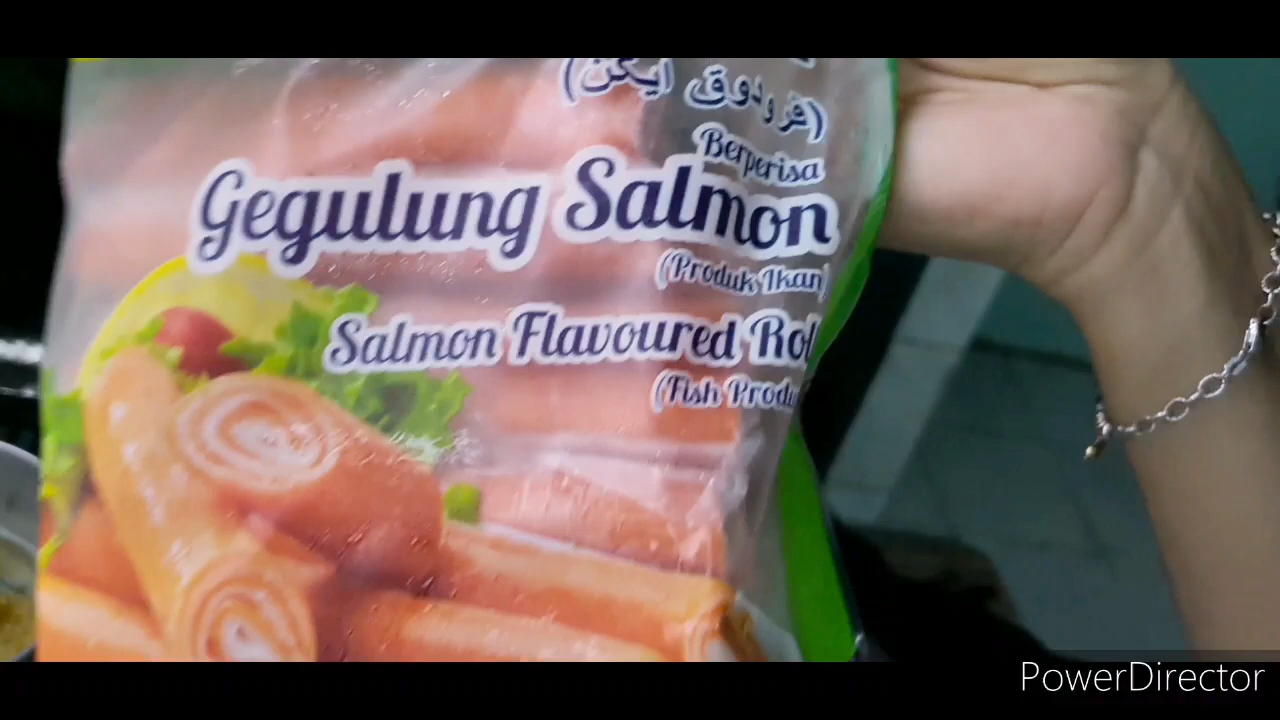 (فرودوق ايكن)
Berperisa
Gegulung Salmon
(Produk Ikan)
Salmon Flavoured Rol
(Fish Produ
PowerDirector